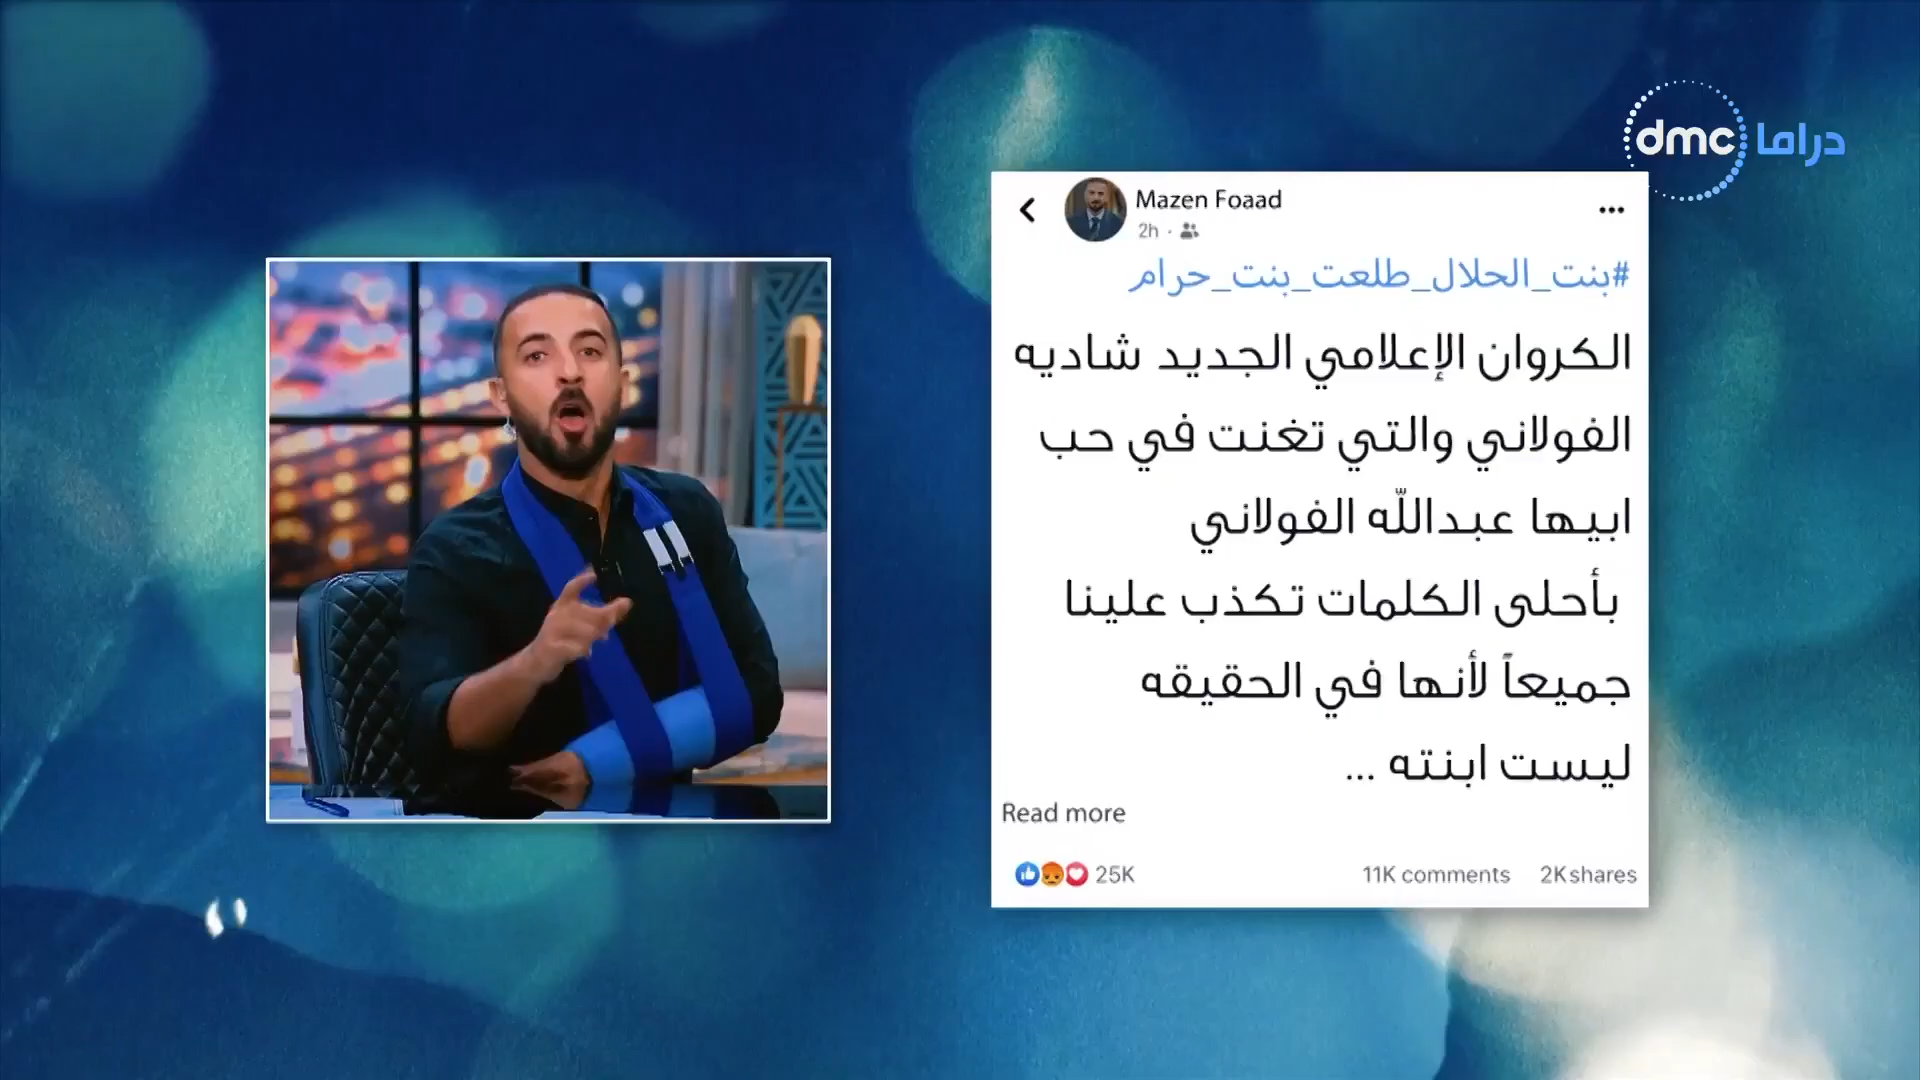 dmc دراما
Mazen Foaad
2h ·
#بنت_الحلال_طلعت_بنت_حرام
الكروان الإعلامي الجديد شاديه
الفولاني والتي تغنت في حب
ابيها عبدالله الفولاني
بأحلى الكلمات تكذب علينا
جميعاً لأنها في الحقيقه
ليست ابنته ...
Read more
25K 11K comments 2K shares